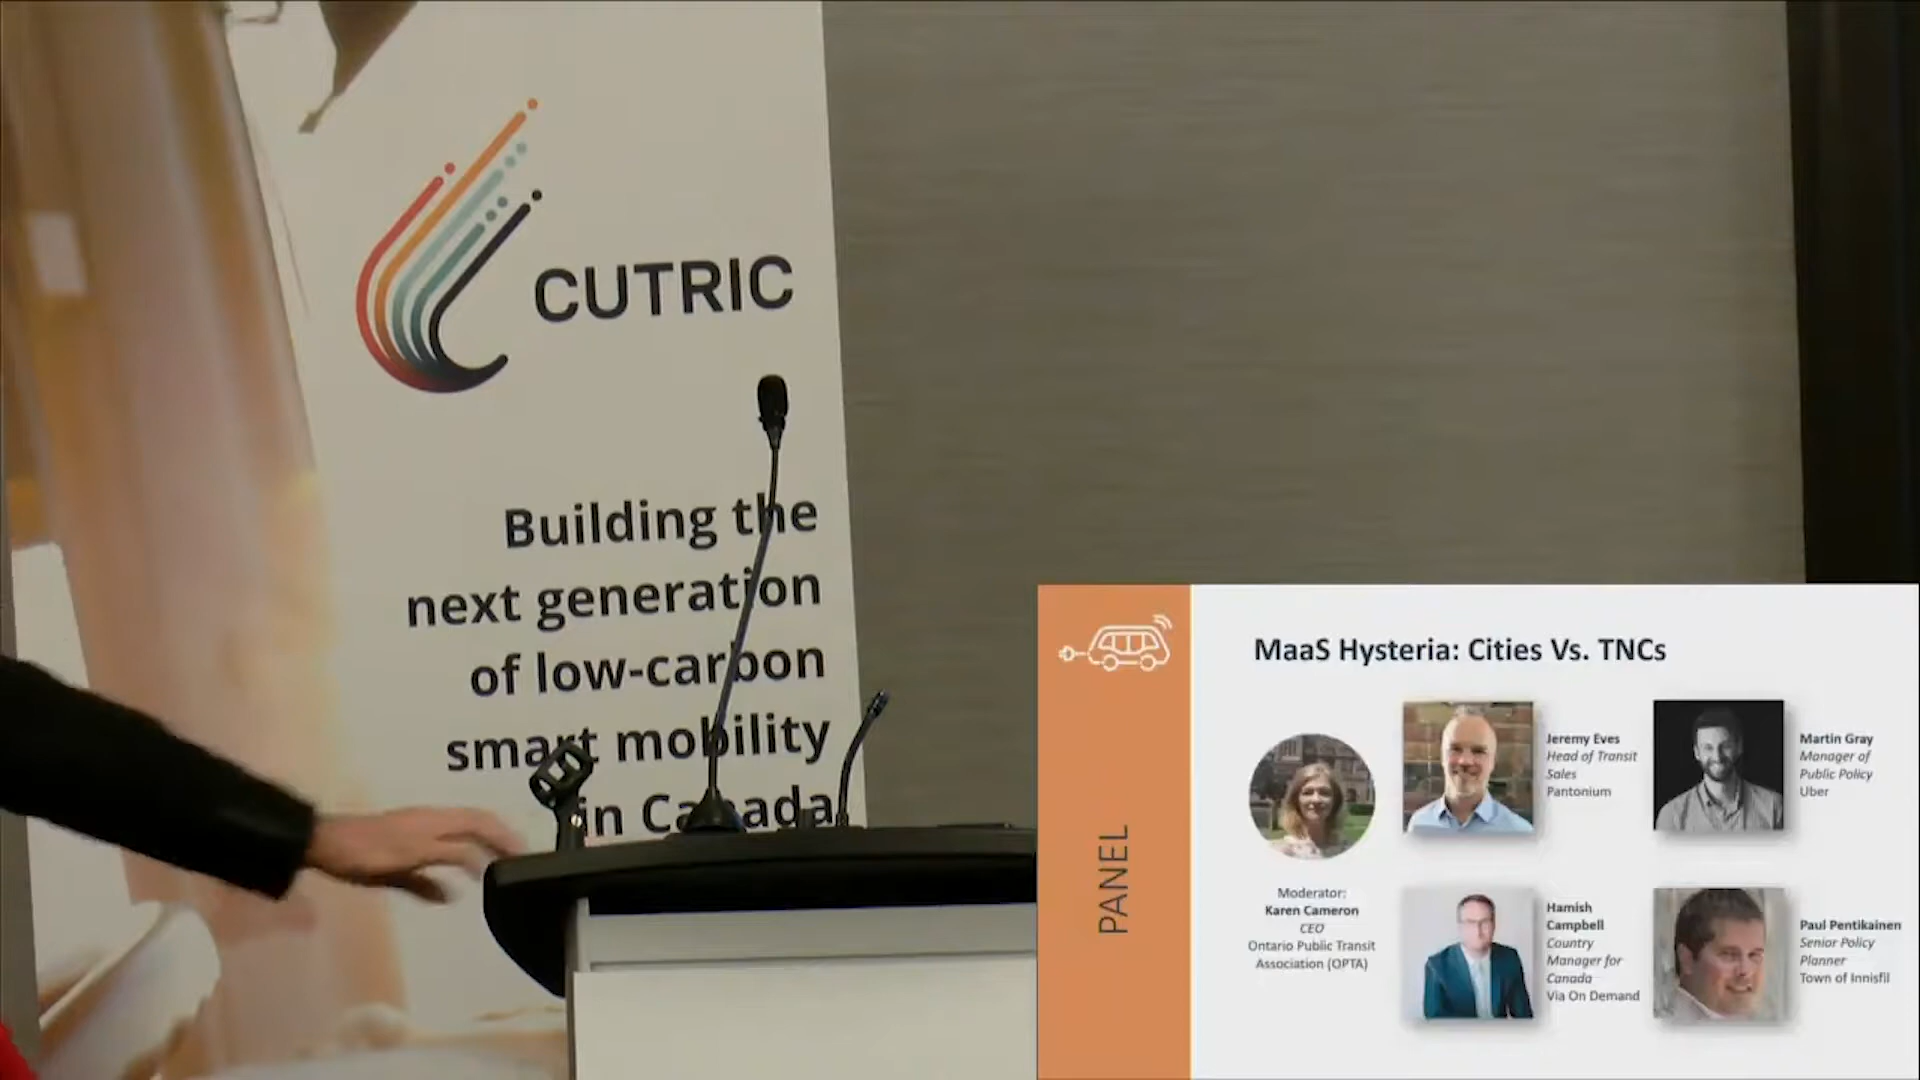 CUTRIC
Building the
next generation
of low-carbon
smart mobility
in Canada
PANEL
MaaS Hysteria: Cities Vs. TNCs
Moderator:
Karen Cameron
CEO
Ontario Public Transit
Association (OPTA)
Jeremy Eves
Head of Transit
Sales
Pantonium
Martin Gray
Manager of
Public Policy
Uber
Hamish
Campbell
Country
Manager for
Canada
Via On Demand
Paul Pentikainen
Senior Policy
Planner
Town of Innisfil